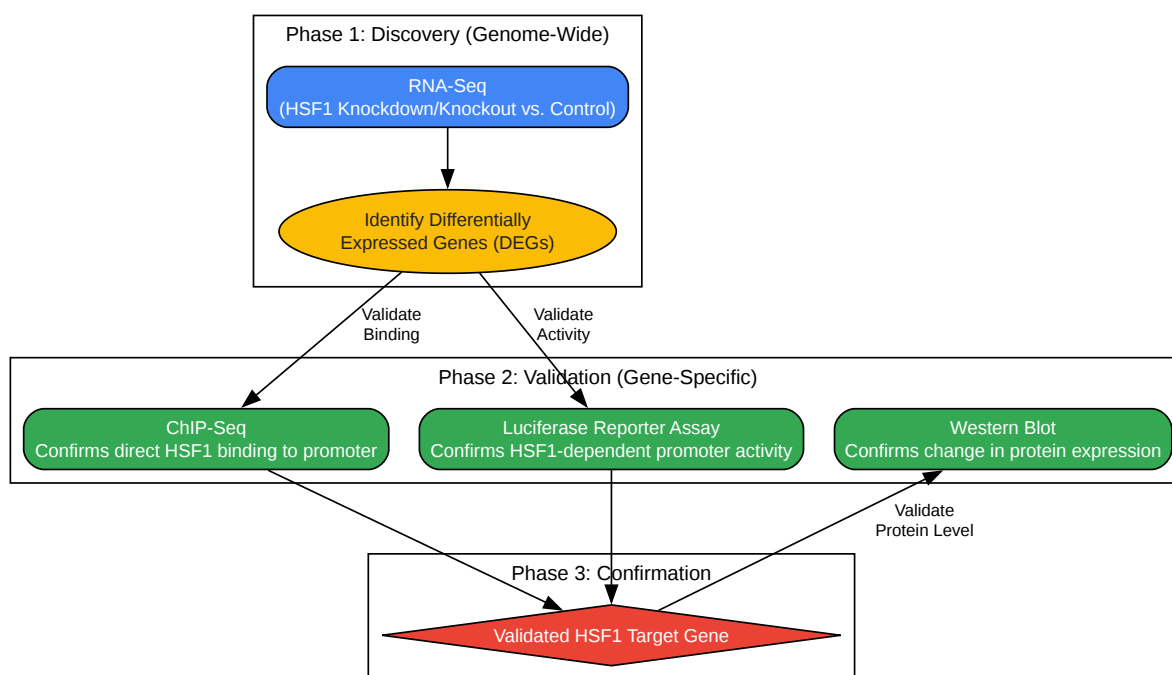 Phase 1: Discovery (Genome-Wide)
RNA-Seq
(HSF1 Knockdown/Knockout vs. Control)
Identify Differentially
Expressed Genes (DEGs)
Validate
Binding
Validate
Activity
Phase 2: Validation (Gene-Specific)
ChIP-Seq
Confirms direct HSF1 binding to promoter
Luciferase Reporter Assay
Confirms HSF1-dependent promoter activity
Western Blot
Confirms change in protein expression
Validate
Protein Level
Phase 3: Confirmation
Validated HSF1 Target Gene